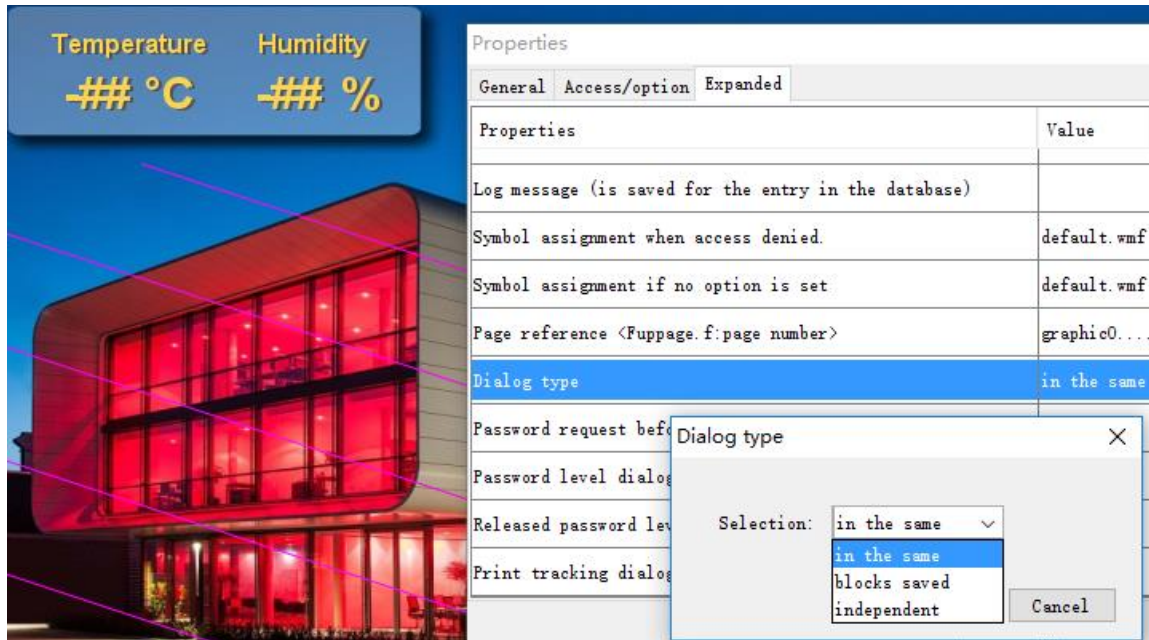 Temperature Humidity
-## °C -## %
Properties
General Access/option Expanded
Properties Value
Log message (is saved for the entry in the database)
Symbol assignment when access denied. default.wmf
Symbol assignment if no option is set default.wmf
Page reference <Fuppage.f:page number> graphic0....
Dialog type in the same
Password request befo
Dialog type
Password level dialog
Released password lev
Selection: in the same
in the same
Print tracking dialog
blocks saved
independent
Cancel